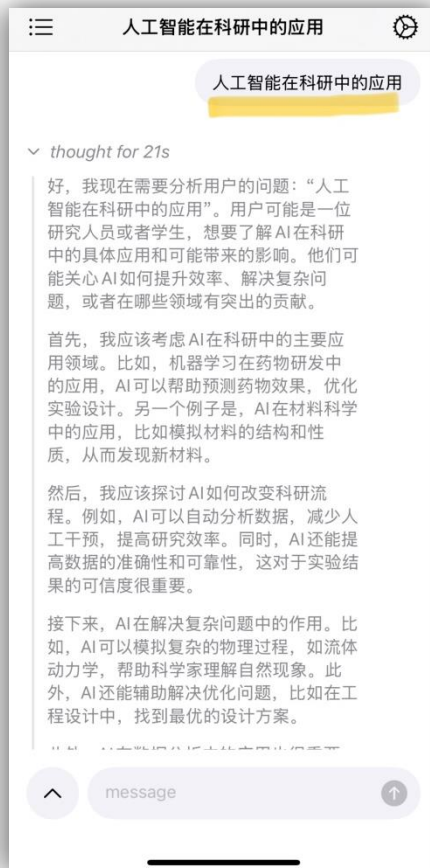 人工智能在科研中的应用
人工智能在科研中的应用
thought for 21s
好，我现在需要分析用户的问题：“人工
智能在科研中的应用”。用户可能是一位
研究人员或者学生，想要了解AI在科研
中的具体应用和可能带来的影响。他们可
能关心AI如何提升效率、解决复杂问
题，或者在哪些领域有突出的贡献。
首先，我应该考虑AI在科研中的主要应
用领域。比如，机器学习在药物研发中
的应用，AI可以帮助预测药物效果，优化
实验设计。另一个例子是，AI在材料科学
中的应用，比如模拟材料的结构和性
质，从而发现新材料。
然后，我应该探讨AI如何改变科研流
程。例如，AI可以自动分析数据，减少人
工干预，提高研究效率。同时，AI还能提
高数据的准确性和可靠性，这对于实验结
果的可信度很重要。
接下来，AI在解决复杂问题中的作用。比
如，AI可以模拟复杂的物理过程，如流体
动力学，帮助科学家理解自然现象。此
外，AI还能辅助解决优化问题，比如在工
程设计中，找到最优的设计方案。
message